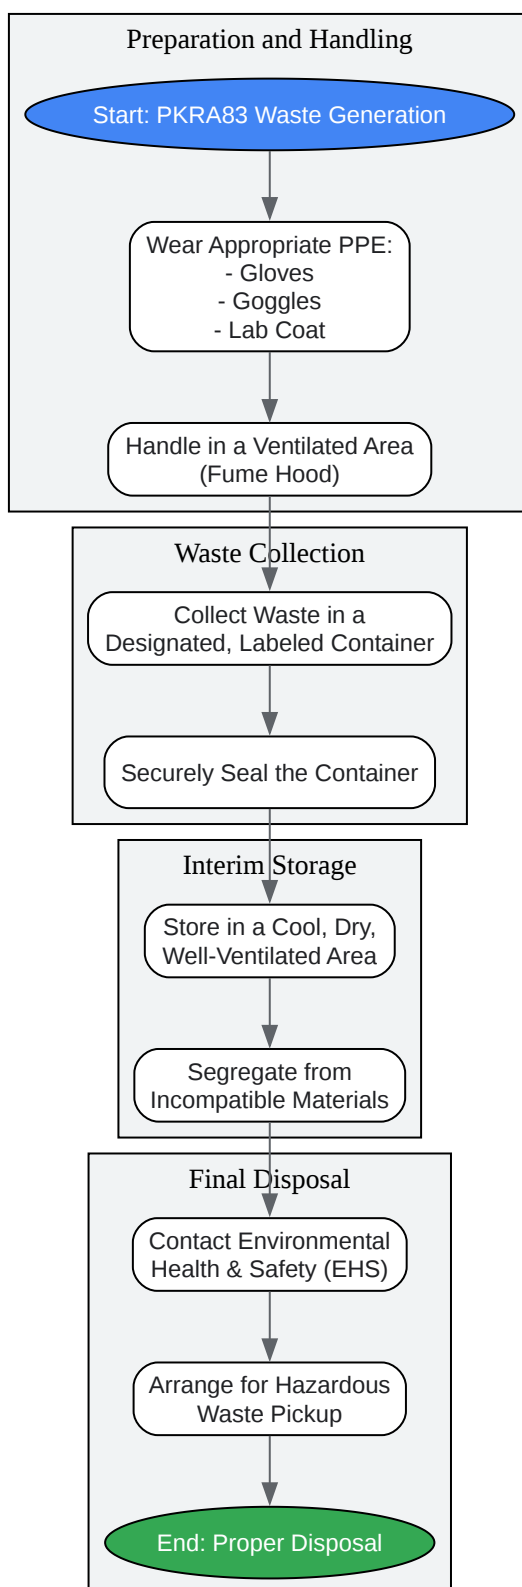 Preparation and Handling
Start: PKRA83 Waste Generation
Wear Appropriate PPE:
- Gloves
- Goggles
- Lab Coat
Handle in a Ventilated Area
(Fume Hood)
Waste Collection
Collect Waste in a
Designated, Labeled Container
Securely Seal the Container
Interim Storage
Store in a Cool, Dry,
Well-Ventilated Area
Segregate from
Incompatible Materials
Final Disposal
Contact Environmental
Health & Safety (EHS)
Arrange for Hazardous
Waste Pickup
End: Proper Disposal